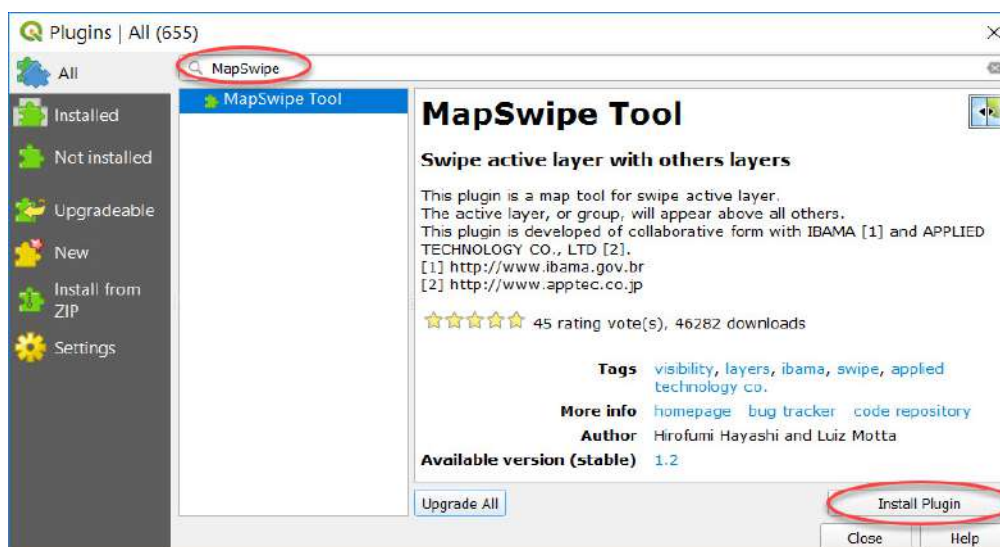 Plugins | All (655)
All
MapSwipe
Installed
Not installed
Upgradeable
New
Install from
ZIP
Settings
MapSwipe Tool
MapSwipe Tool
Swipe active layer with others layers
This plugin is a map tool for swipe active layer.
The active layer, or group, will appear above all others.
This plugin is developed of collaborative form with IBAMA [1] and APPLIED
TECHNOLOGY CO., LTD [2].
[1] http://www.ibama.gov.br
[2] http://www.apptec.co.jp
45 rating vote(s), 46282 downloads
Tags visibility, layers, ibama, swipe, applied
technology co.
More info homepage bug tracker code repository
Author Hirofumi Hayashi and Luiz Motta
Available version (stable) 1.2
Upgrade All
Install Plugin
Close Help